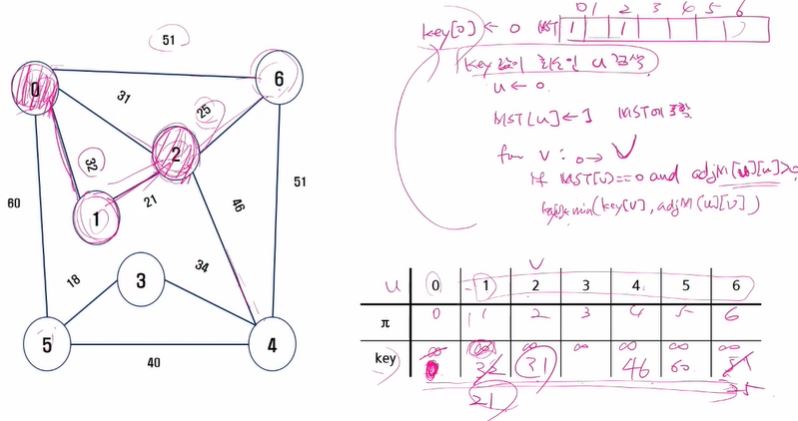 51
key[0] ← 0 MST
0 1 2 3 4 5 6
1 1
key 값이 최소인 u 검색
u ← 0
MST[u] ← 1 MST에 포함
for v : 0 →
if MST[v]==0 and adjM[u][v]>0
min(key[v], adjM[u][v])
0
31
25
6
32
2
1
21
60
46
51
18
3
34
5
4
40
u 0 1 2 3 4 5 6
π 0 1 2 3 4 5 6
∞ ∞ ∞ ∞ ∞ ∞ ∞
key 0 32 31 46 60 51
21 25